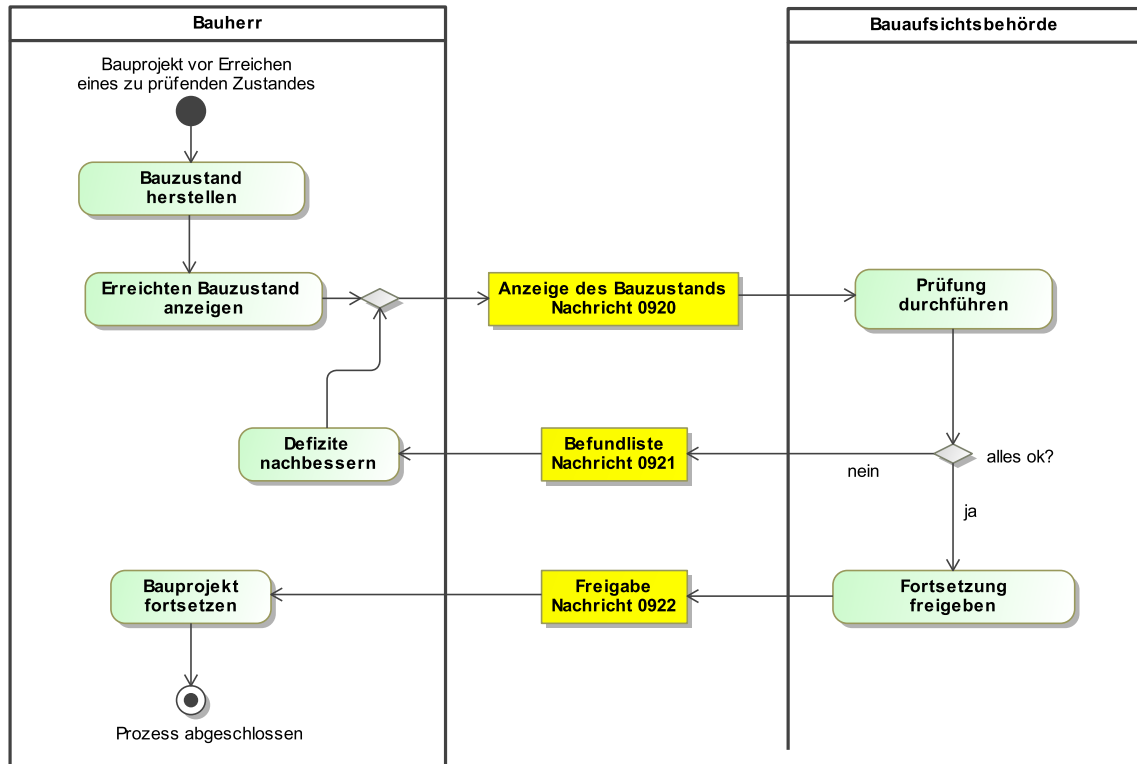 Bauherr
Bauaufsichtsbehörde
Bauprojekt vor Erreichen
eines zu prüfenden Zustandes
Bauzustand
herstellen
Erreichten Bauzustand
anzeigen
Anzeige des Bauzustands
Nachricht 0920
Prüfung
durchführen
Defizite
nachbessern
Befundliste
Nachricht 0921
nein
alles ok?
ja
Bauprojekt
fortsetzen
Freigabe
Nachricht 0922
Fortsetzung
freigeben
Prozess abgeschlossen